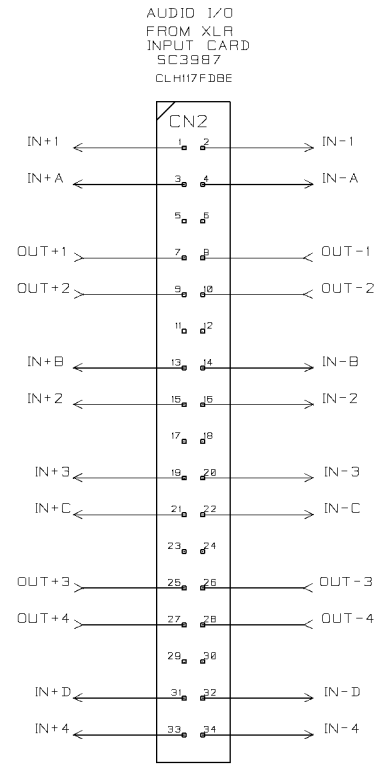 AUDIO I/O
FROM XLR
INPUT CARD
SC3987
CLH117FD8E
CN2
IN+1 1 2 IN-1
IN+A 3 4 IN-A
5 6
OUT+1 7 8 OUT-1
OUT+2 9 10 OUT-2
11 12
IN+B 13 14 IN-B
IN+2 15 16 IN-2
17 18
IN+3 19 20 IN-3
IN+C 21 22 IN-C
23 24
OUT+3 25 26 OUT-3
OUT+4 27 28 OUT-4
29 30
IN+D 31 32 IN-D
IN+4 33 34 IN-4